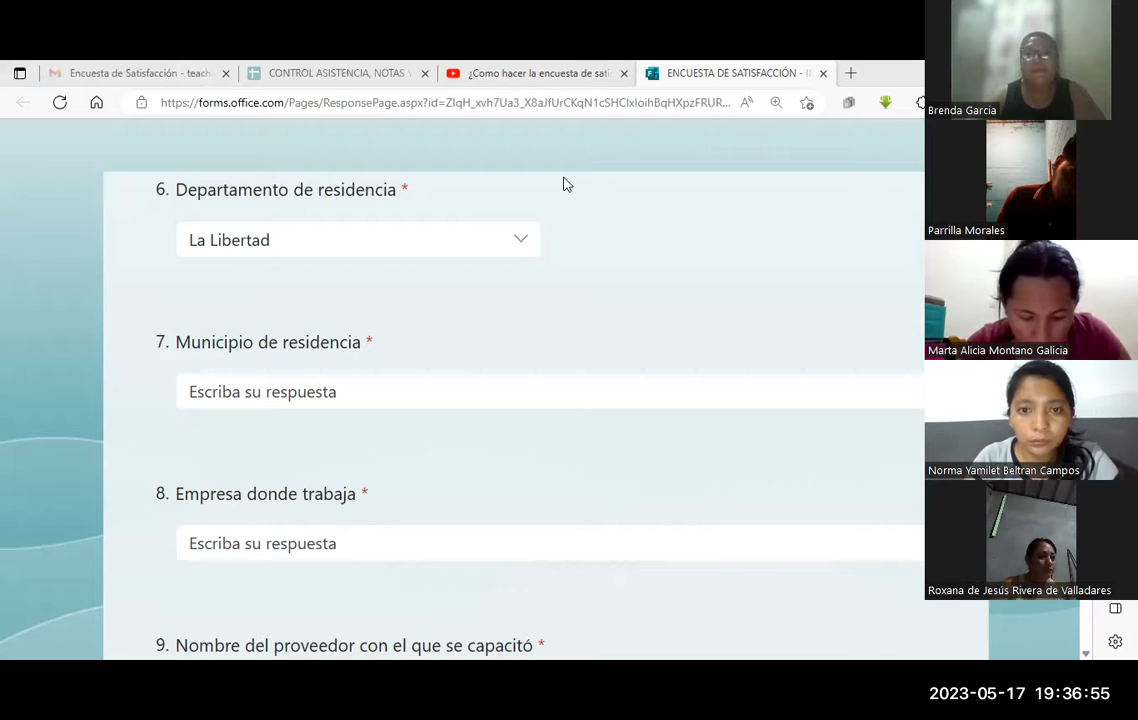 Encuesta de Satisfacción - teach
CONTROL ASISTENCIA, NOTAS
¿Como hacer la encuesta de sati
ENCUESTA DE SATISFACCIÓN - I
https://forms.office.com/Pages/ResponsePage.aspx?id=ZIqH_xvh7Ua3_X8aJfUrCKqN1cSHClxIoihBqHXpzFRUR...
6. Departamento de residencia *
La Libertad
7. Municipio de residencia *
Escriba su respuesta
8. Empresa donde trabaja *
Escriba su respuesta
9. Nombre del proveedor con el que se capacitó *
Brenda Garcia
Parrilla Morales
Marta Alicia Montano Galicia
Norma Yamilet Beltran Campos
Roxana de Jesús Rivera de Valladares
2023-05-17 19:36:55